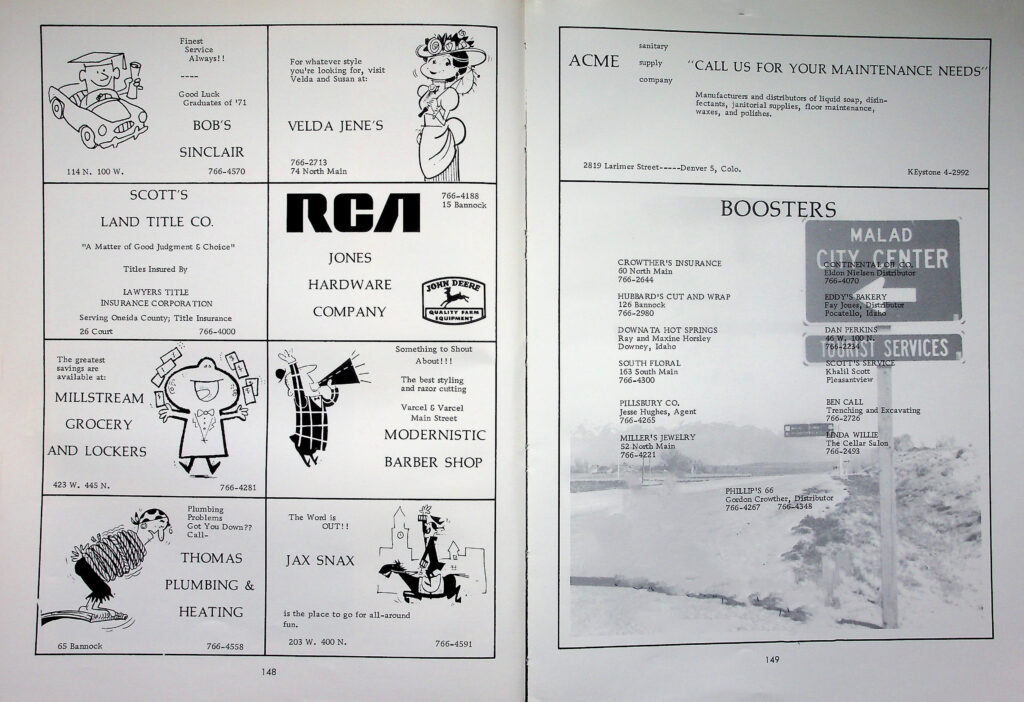 Finest
Service
Always!!
----
Good Luck
Graduates of '71
BOB'S
SINCLAIR
114 N. 100 W. 766-4570
For whatever style
you're looking for, visit
Velda and Susan at:
VELDA JENE'S
766-2713
74 North Main
SCOTT'S
LAND TITLE CO.
"A Matter of Good Judgment & Choice"
Titles Insured By
LAWYERS TITLE
INSURANCE CORPORATION
Serving Oneida County; Title Insurance
26 Court 766-4000
RCA
766-4188
15 Bannock
JONES
HARDWARE
COMPANY
JOHN DEERE
QUALITY FARM
EQUIPMENT
The greatest
savings are
available at:
MILLSTREAM
GROCERY
AND LOCKERS
423 W. 445 N. 766-4281
Something to Shout
About!!!
The best styling
and razor cutting
Varcel & Varcel
Main Street
MODERNISTIC
BARBER SHOP
Plumbing
Problems
Got You Down??
Call-
THOMAS
PLUMBING &
HEATING
65 Bannock 766-4558
The Word is
OUT!!
JAX SNAX
is the place to go for all-around
fun.
203 W. 400 N. 766-4591
148
ACME
sanitary
supply
company
"CALL US FOR YOUR MAINTENANCE NEEDS"
Manufacturers and distributors of liquid soap, disin-
fectants, janitorial supplies, floor maintenance,
waxes, and polishes.
2819 Larimer Street-----Denver 5, Colo. KEystone 4-2992
BOOSTERS
MALAD
CITY CENTER
TOURIST SERVICES
CROWTHER'S INSURANCE
60 North Main
766-2644
HUBBARD'S CUT AND WRAP
126 Bannock
766-2980
DOWNATA HOT SPRINGS
Ray and Maxine Horsley
Downey, Idaho
SOUTH FLORAL
163 South Main
766-4300
PILLSBURY CO.
Jesse Hughes, Agent
766-4265
MILLER'S JEWELRY
52 North Main
766-4221
CONTINENTAL OIL CO.
Eldon Nielsen Distributor
766-4070
EDDY'S BAKERY
Fay Jones, Distributor
Pocatello, Idaho
DAN PERKINS
46 W. 100 N.
766-2234
SCOTT'S SERVICE
Khalil Scott
Pleasantview
BEN CALL
Trenching and Excavating
766-2726
LINDA WILLIE
The Cellar Salon
766-2493
PHILLIP'S 66
Gordon Crowther, Distributor
766-4267 766-4348
149